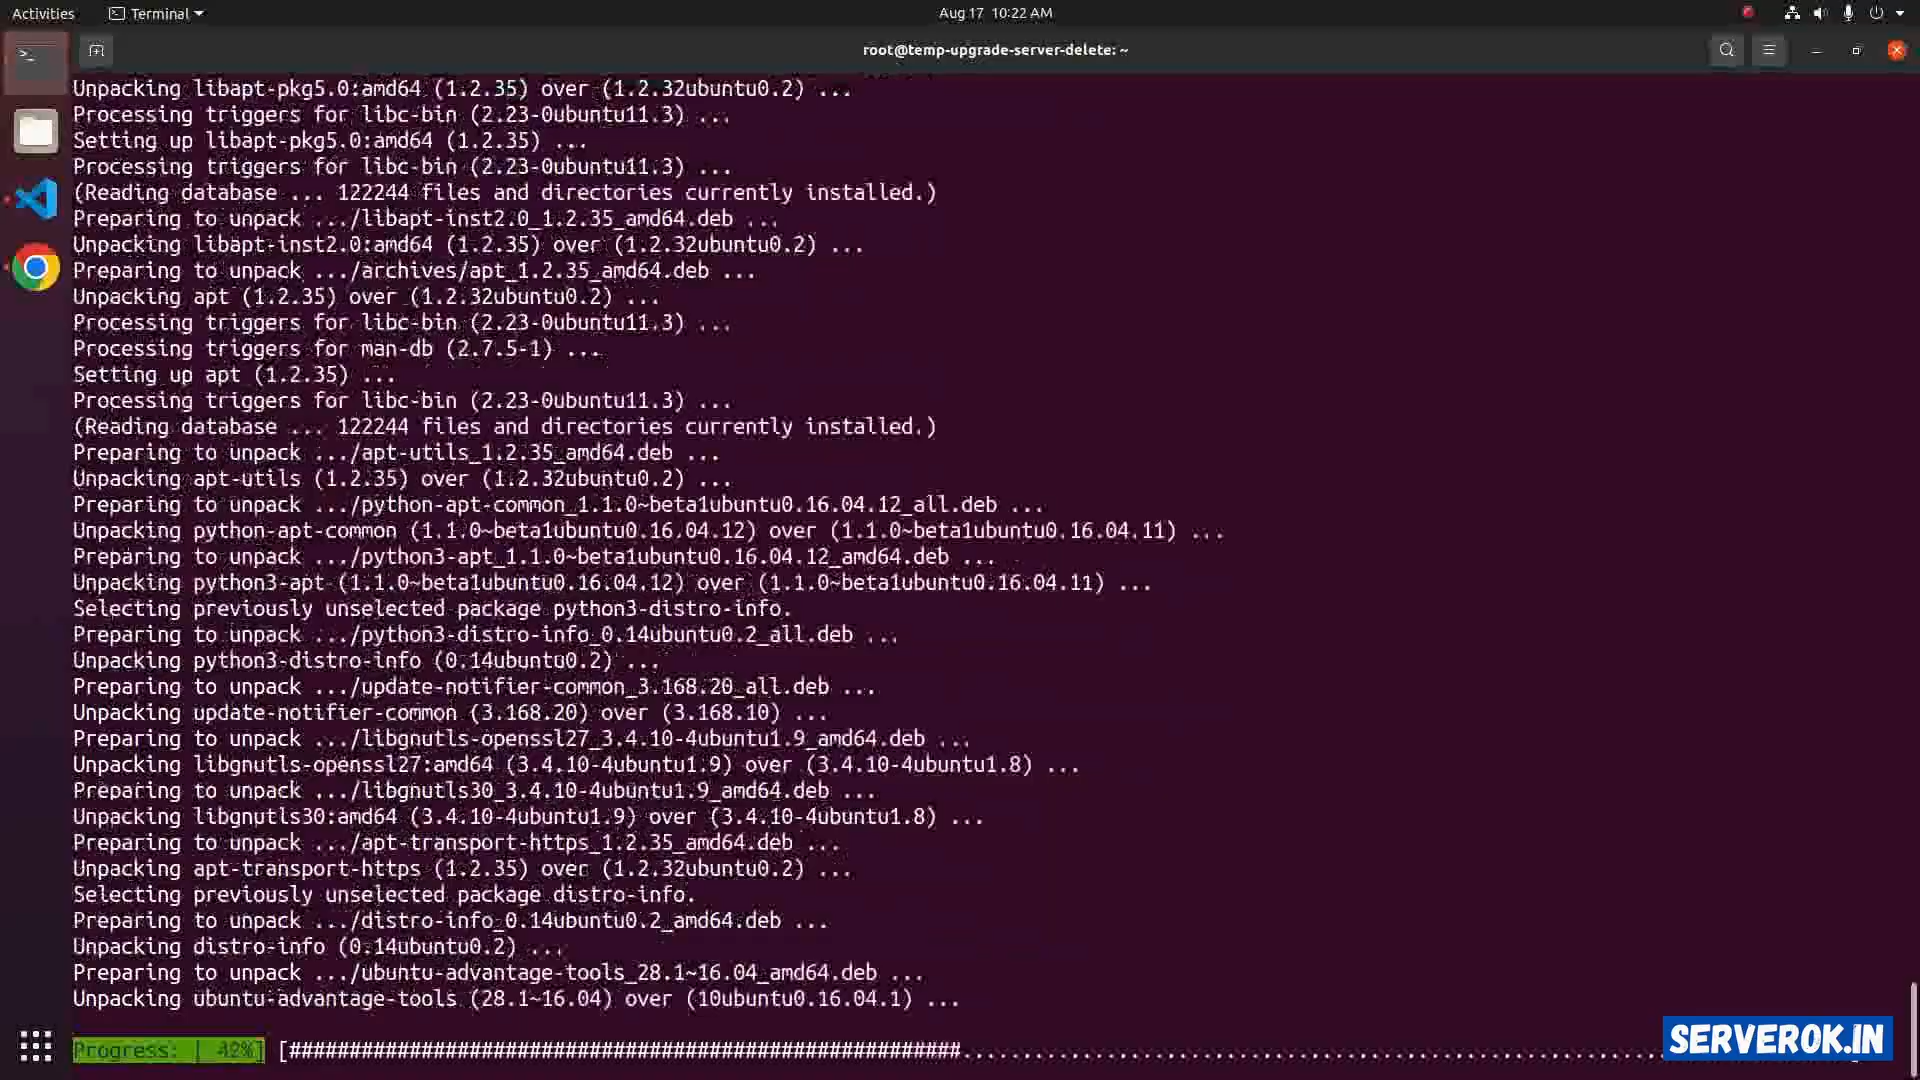 Activities
Terminal
Aug 17 10:22 AM
root@temp-upgrade-server-delete: ~
Unpacking libapt-pkg5.0:amd64 (1.2.35) over (1.2.32ubuntu0.2) ...
Processing triggers for libc-bin (2.23-0ubuntu11.3) ...
Setting up libapt-pkg5.0:amd64 (1.2.35) ...
Processing triggers for libc-bin (2.23-0ubuntu11.3) ...
(Reading database ... 122244 files and directories currently installed.)
Preparing to unpack .../libapt-inst2.0_1.2.35_amd64.deb ...
Unpacking libapt-inst2.0:amd64 (1.2.35) over (1.2.32ubuntu0.2) ...
Preparing to unpack .../archives/apt_1.2.35_amd64.deb ...
Unpacking apt (1.2.35) over (1.2.32ubuntu0.2) ...
Processing triggers for libc-bin (2.23-0ubuntu11.3) ...
Processing triggers for man-db (2.7.5-1) ...
Setting up apt (1.2.35) ...
Processing triggers for libc-bin (2.23-0ubuntu11.3) ...
(Reading database ... 122244 files and directories currently installed.)
Preparing to unpack .../apt-utils_1.2.35_amd64.deb ...
Unpacking apt-utils (1.2.35) over (1.2.32ubuntu0.2) ...
Preparing to unpack .../python-apt-common_1.1.0~beta1ubuntu0.16.04.12_all.deb ...
Unpacking python-apt-common (1.1.0~beta1ubuntu0.16.04.12) over (1.1.0~beta1ubuntu0.16.04.11) ...
Preparing to unpack .../python3-apt_1.1.0~beta1ubuntu0.16.04.12_amd64.deb ...
Unpacking python3-apt (1.1.0~beta1ubuntu0.16.04.12) over (1.1.0~beta1ubuntu0.16.04.11) ...
Selecting previously unselected package python3-distro-info.
Preparing to unpack .../python3-distro-info_0.14ubuntu0.2_all.deb ...
Unpacking python3-distro-info (0.14ubuntu0.2) ...
Preparing to unpack .../update-notifier-common_3.168.20_all.deb ...
Unpacking update-notifier-common (3.168.20) over (3.168.10) ...
Preparing to unpack .../libgnutls-openssl27_3.4.10-4ubuntu1.9_amd64.deb ...
Unpacking libgnutls-openssl27:amd64 (3.4.10-4ubuntu1.9) over (3.4.10-4ubuntu1.8) ...
Preparing to unpack .../libgnutls30_3.4.10-4ubuntu1.9_amd64.deb ...
Unpacking libgnutls30:amd64 (3.4.10-4ubuntu1.9) over (3.4.10-4ubuntu1.8) ...
Preparing to unpack .../apt-transport-https_1.2.35_amd64.deb ...
Unpacking apt-transport-https (1.2.35) over (1.2.32ubuntu0.2) ...
Selecting previously unselected package distro-info.
Preparing to unpack .../distro-info_0.14ubuntu0.2_amd64.deb ...
Unpacking distro-info (0.14ubuntu0.2) ...
Preparing to unpack .../ubuntu-advantage-tools_28.1~16.04_amd64.deb ...
Unpacking ubuntu-advantage-tools (28.1~16.04) over (10ubuntu0.16.04.1) ...
Progress: [ 42%] [########################################################..........................................................
SERVEROK.IN